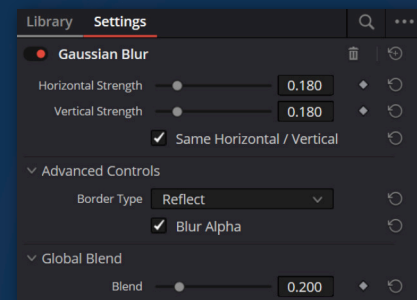 Library Settings
Gaussian Blur
Horizontal Strength 0.180
Vertical Strength 0.180
Same Horizontal / Vertical
Advanced Controls
Border Type Reflect
Blur Alpha
Global Blend
Blend 0.200